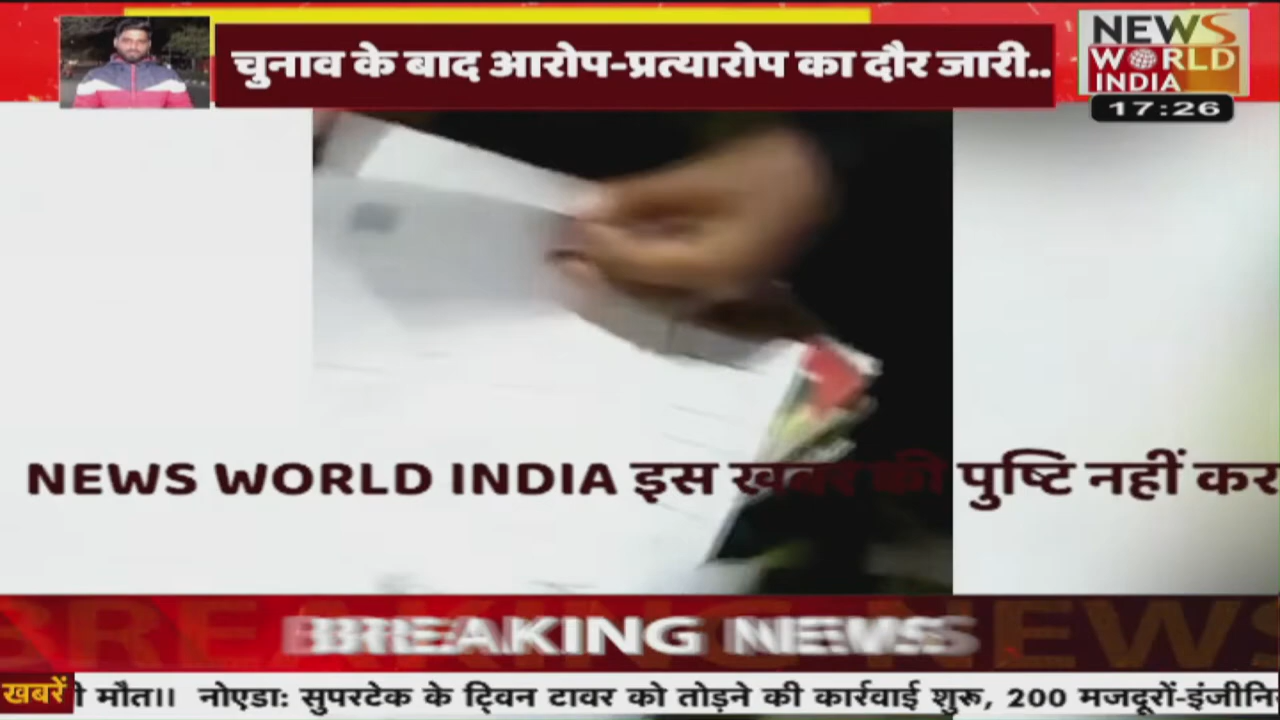 चुनाव के बाद आरोप-प्रत्यारोप का दौर जारी..
NEWS
WORLD
INDIA
17:26
NEWS WORLD INDIA इस खबर की पुष्टि नहीं कर
BREAKING NEWS
खबरें
मौत।। नोएडा: सुपरटेक के ट्विन टावर को तोड़ने की कार्रवाई शुरू, 200 मजदूरों-इंजीनि